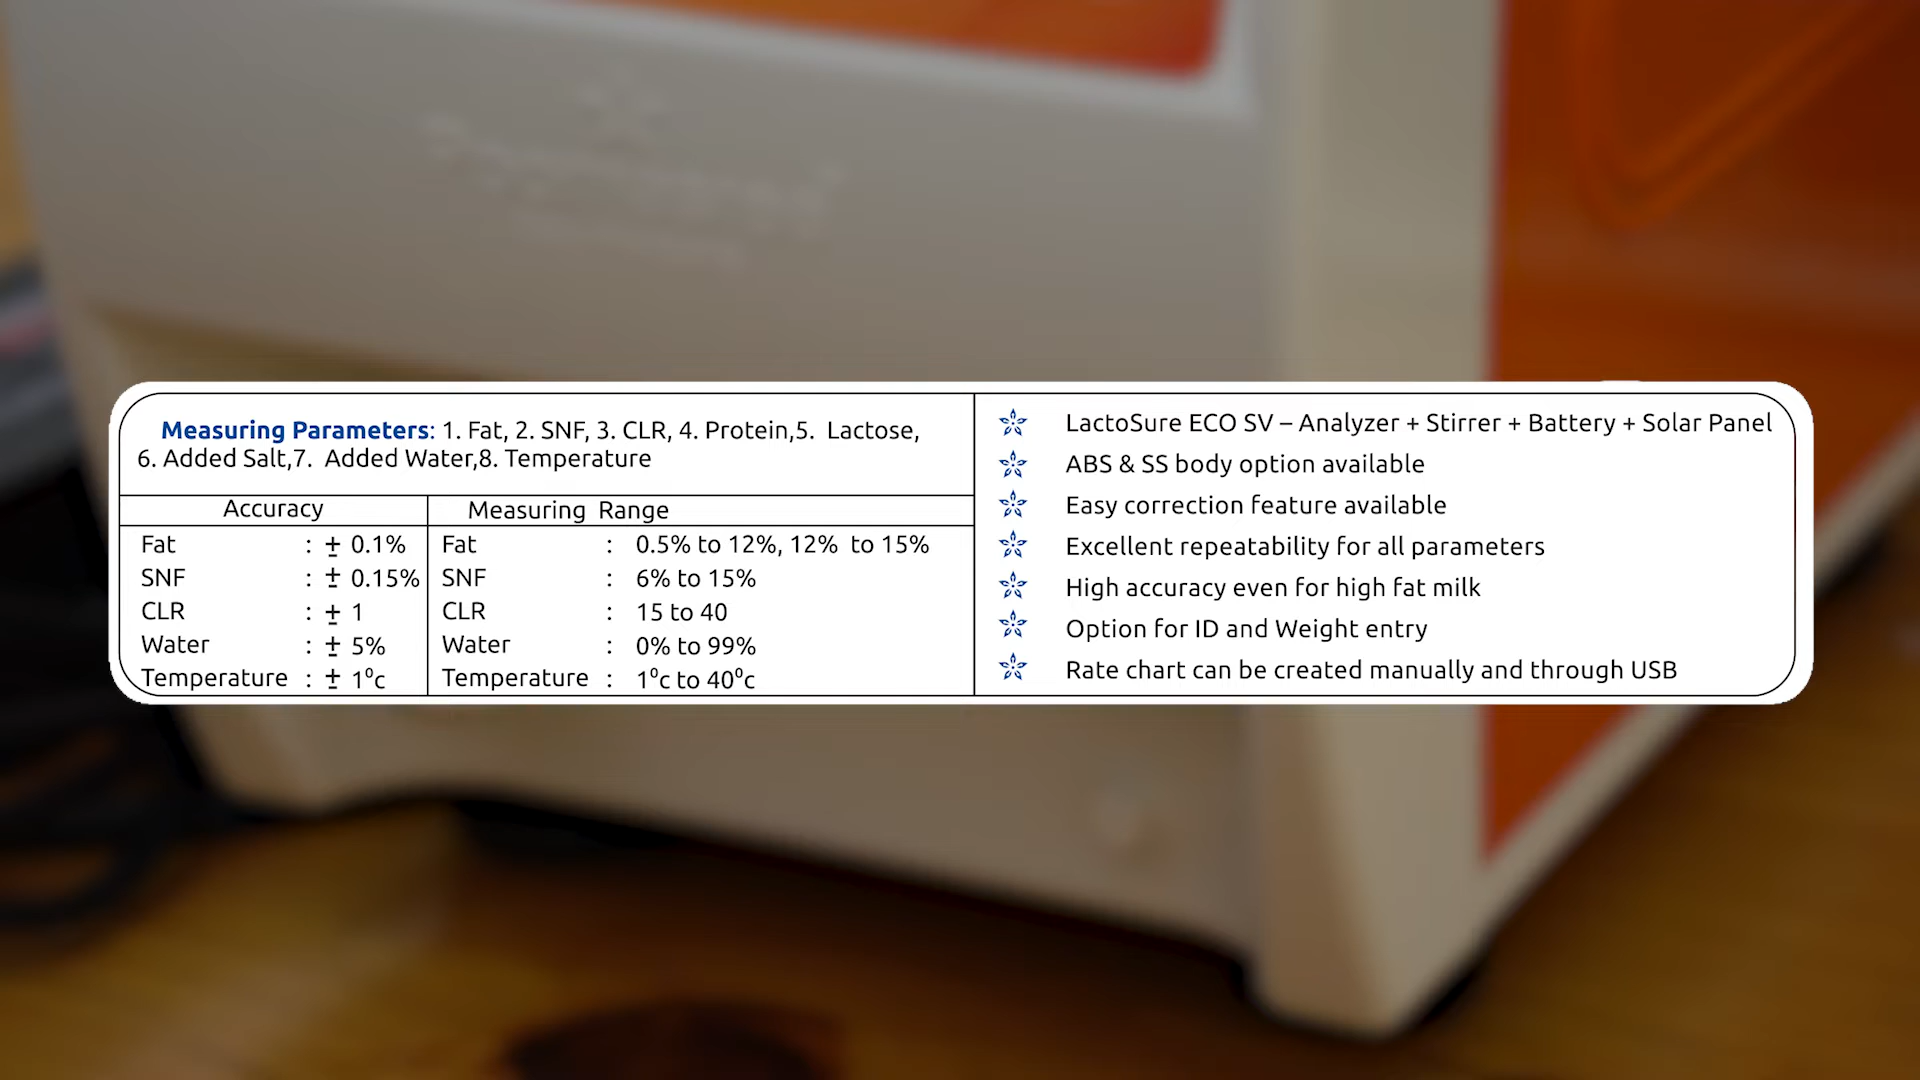 Measuring Parameters: 1. Fat, 2. SNF, 3. CLR, 4. Protein,5. Lactose,
6. Added Salt,7. Added Water,8. Temperature
Accuracy
Fat : ± 0.1%
SNF : ± 0.15%
CLR : ± 1
Water : ± 5%
Temperature : ± 1⁰c
Measuring Range
Fat : 0.5% to 12%, 12% to 15%
SNF : 6% to 15%
CLR : 15 to 40
Water : 0% to 99%
Temperature : 1⁰c to 40⁰c
LactoSure ECO SV – Analyzer + Stirrer + Battery + Solar Panel
ABS & SS body option available
Easy correction feature available
Excellent repeatability for all parameters
High accuracy even for high fat milk
Option for ID and Weight entry
Rate chart can be created manually and through USB